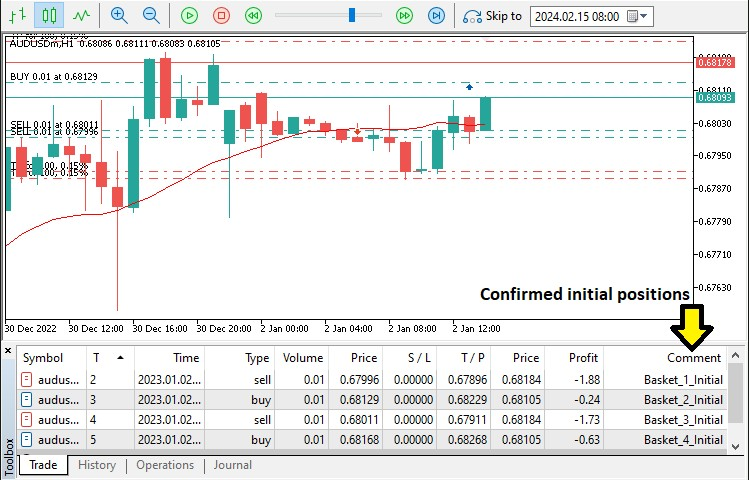 Skip to 2024.02.15 08:00
AUDUSDm,H1 0.68086 0.68111 0.68083 0.68105
0.68178
BUY 0.01 at 0.68129
0.68110
0.68093
SELL 0.01 at 0.68011
0.68030
SELL 0.01 at 0.67996
0.67950
0.67870
0.67790
0.67710
0.67630
Confirmed initial positions
30 Dec 2022 30 Dec 12:00 30 Dec 16:00 30 Dec 20:00 2 Jan 00:00 2 Jan 04:00 2 Jan 08:00 2 Jan 12:00
Symbol T Time Type Volume Price S / L T / P Price Profit Comment
audus... 2 2023.01.02... sell 0.01 0.67996 0.00000 0.67896 0.68184 -1.88 Basket_1_Initial
audus... 3 2023.01.02... buy 0.01 0.68129 0.00000 0.68229 0.68105 -0.24 Basket_2_Initial
audus... 4 2023.01.02... sell 0.01 0.68011 0.00000 0.67911 0.68184 -1.73 Basket_3_Initial
audus... 5 2023.01.02... buy 0.01 0.68168 0.00000 0.68268 0.68105 -0.63 Basket_4_Initial
Toolbox
Trade History Operations Journal